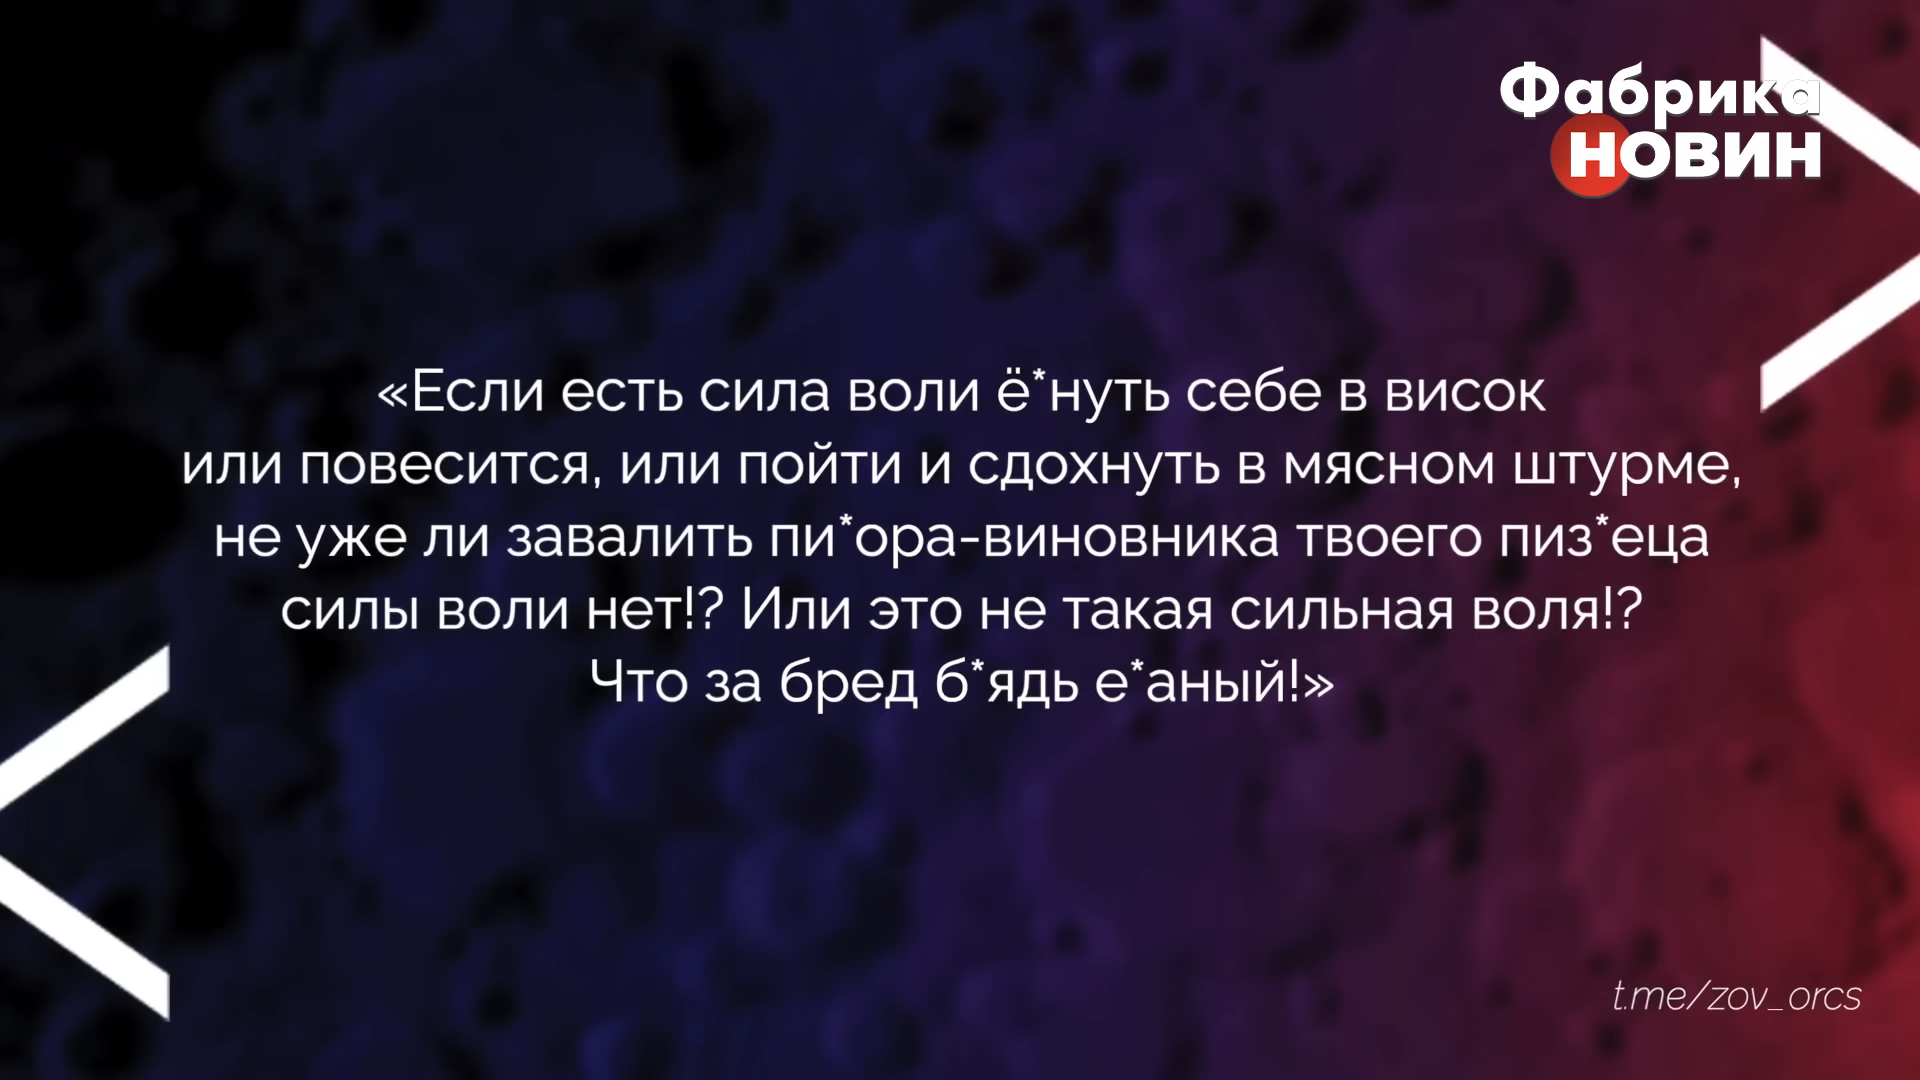 Фабрика
новин
«Если есть сила воли ё*нуть себе в висок
или повесится, или пойти и сдохнуть в мясном штурме,
не уже ли завалить пи*ора-виновника твоего пиз*еца
силы воли нет!? Или это не такая сильная воля!?
Что за бред б*ядь е*аный!»
t.me/zov_orcs